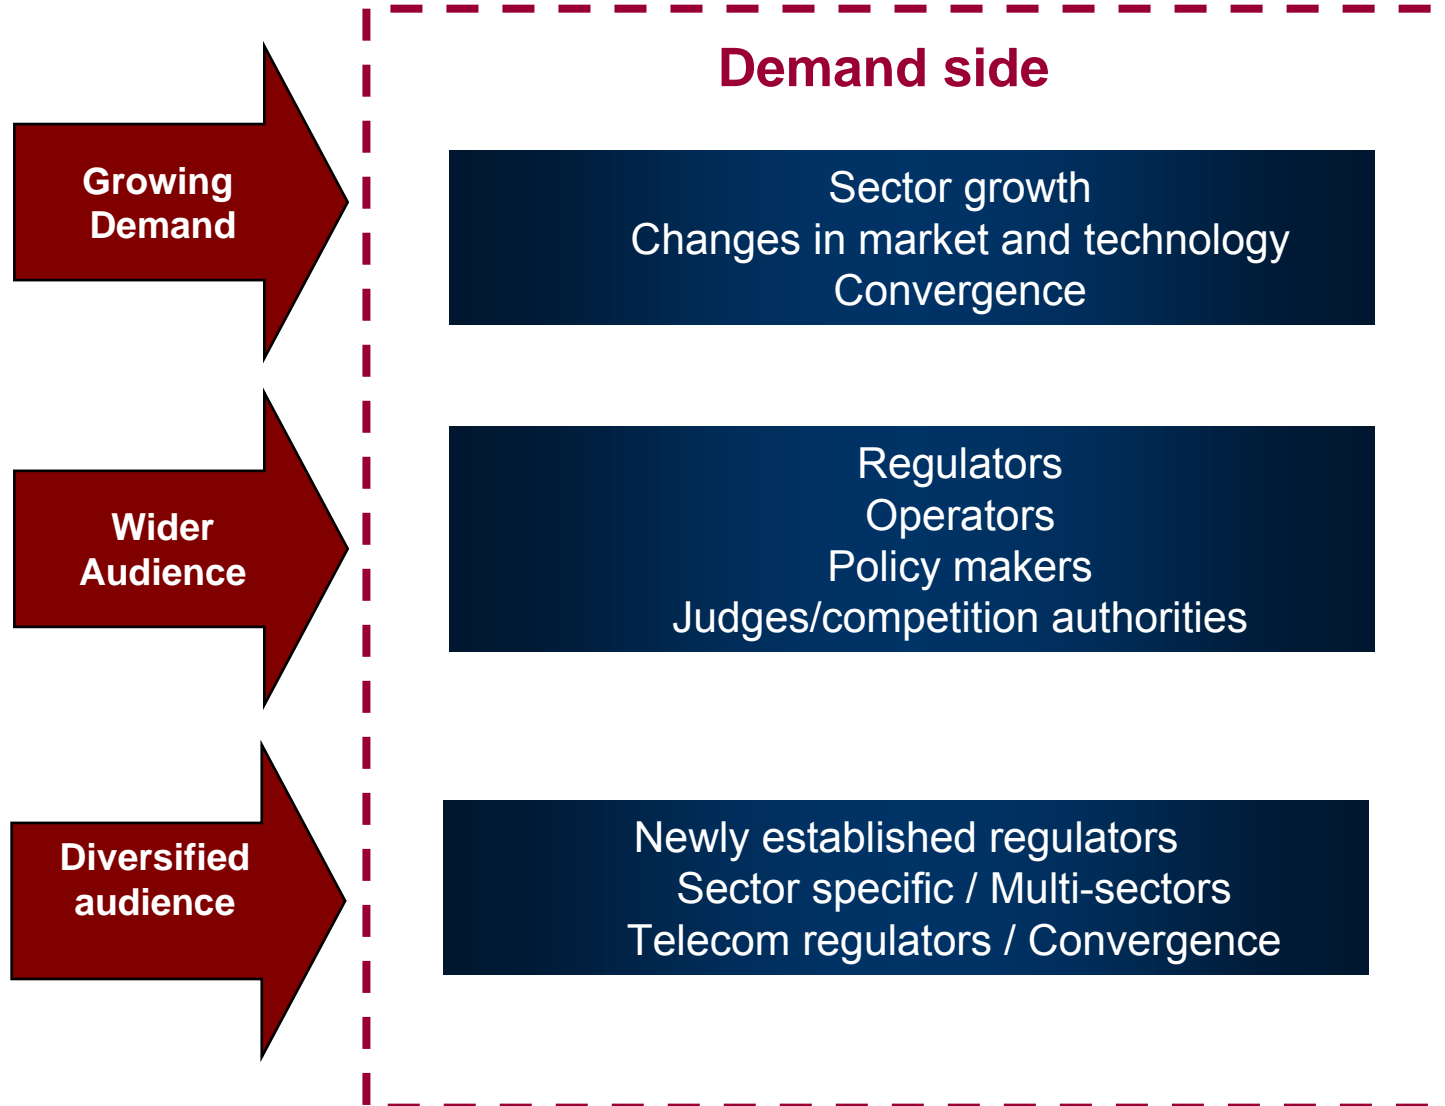 Demand side
Growing
Demand
Sector growth
Changes in market and technology
Convergence
Wider
Audience
Regulators
Operators
Policy makers
Judges/competition authorities
Diversified
audience
Newly established regulators
Sector specific / Multi-sectors
Telecom regulators / Convergence